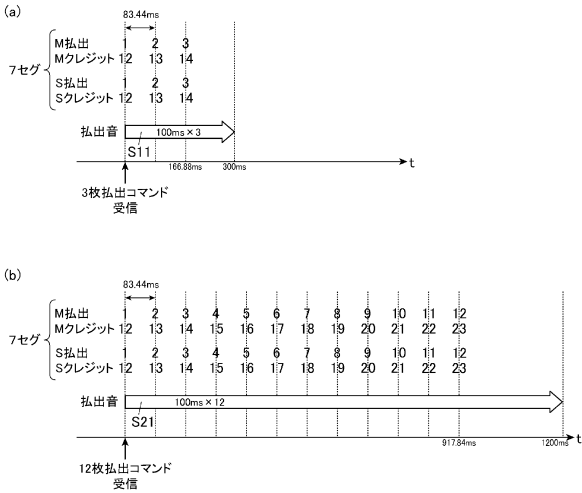 (a)
83.44ms
M払出 1 2 3
Mクレジット 12 13 14
7セグ
S払出 1 2 3
Sクレジット 12 13 14
払出音 100ms×3
S11
t
166.88ms 300ms
3枚払出コマンド
受信
(b)
83.44ms
M払出 1 2 3 4 5 6 7 8 9 10 11 12
Mクレジット 12 13 14 15 16 17 18 19 20 21 22 23
7セグ
S払出 1 2 3 4 5 6 7 8 9 10 11 12
Sクレジット 12 13 14 15 16 17 18 19 20 21 22 23
払出音 100ms×12
S21
t
917.84ms 1200ms
12枚払出コマンド
受信